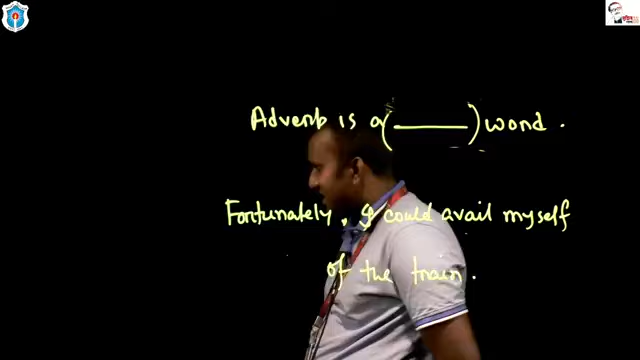 Adverb is a (______) word.
Fortunately, I could avail myself
of the train.